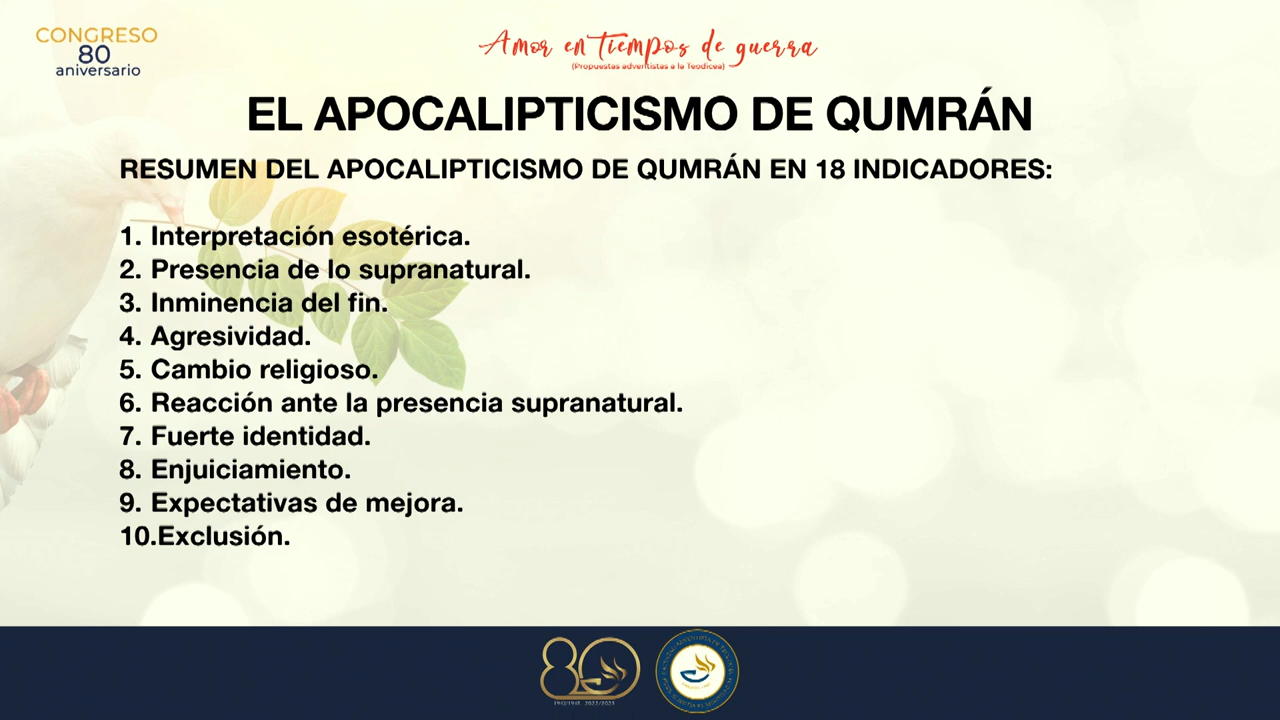 CONGRESO
80
aniversario
Amor en Tiempos de guerra
(Propuestas adventistas a la Teodicea)
EL APOCALIPTICISMO DE QUMRÁN
RESUMEN DEL APOCALIPTICISMO DE QUMRÁN EN 18 INDICADORES:
1. Interpretación esotérica.
2. Presencia de lo supranatural.
3. Inminencia del fin.
4. Agresividad.
5. Cambio religioso.
6. Reacción ante la presencia supranatural.
7. Fuerte identidad.
8. Enjuiciamiento.
9. Expectativas de mejora.
10.Exclusión.
80